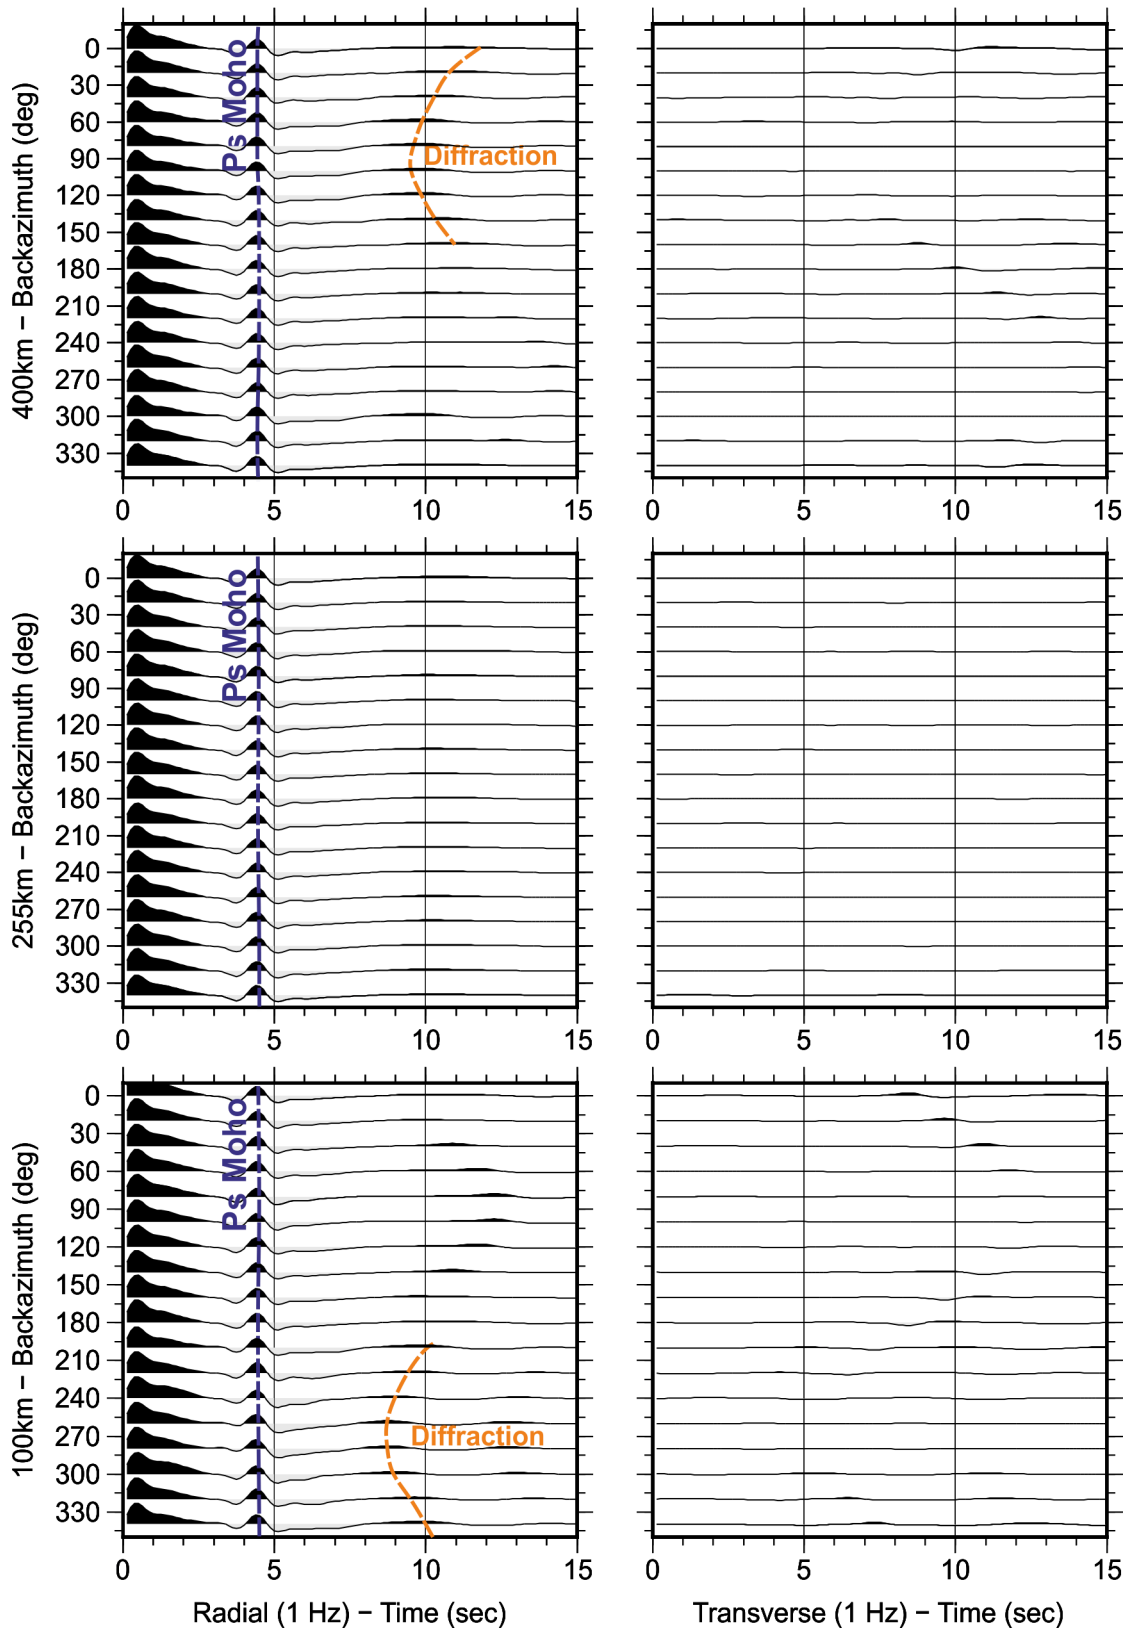 400km − Backazimuth (deg)
0
30
60
90
120
150
180
210
240
270
300
330
Ps Moho
Diffraction
0 5 10 15
0 5 10 15
255km − Backazimuth (deg)
0
30
60
90
120
150
180
210
240
270
300
330
Ps Moho
0 5 10 15
0 5 10 15
100km − Backazimuth (deg)
0
30
60
90
120
150
180
210
240
270
300
330
Ps Moho
Diffraction
0 5 10 15
0 5 10 15
Radial (1 Hz) − Time (sec)
Transverse (1 Hz) − Time (sec)